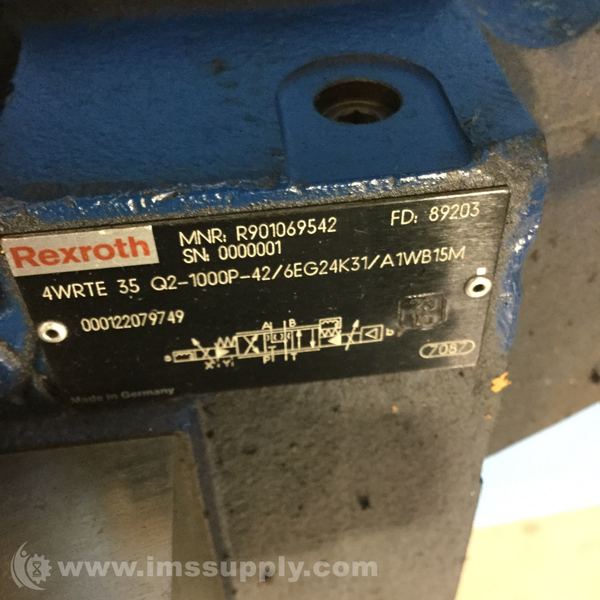 Rexroth
MNR: R901069542 FD: 89203
SN: 0000001
4WRTE 35 Q2-1000P-42/6EG24K31/A1WB15M
000122079749
A B
a b
X Y P T
7087
Made in Germany
www.imssupply.com